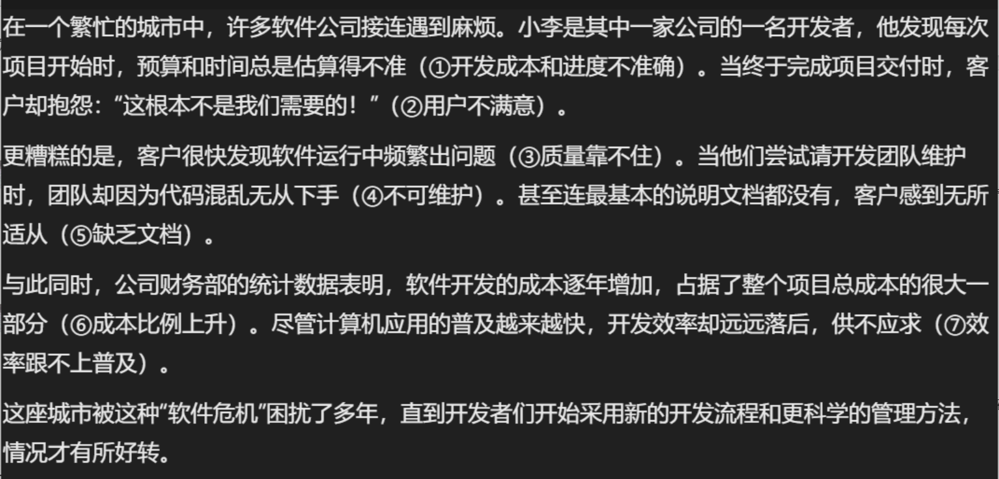 在一个繁忙的城市中，许多软件公司接连遇到麻烦。小李是其中一家公司的一名开发者，他发现每次
项目开始时，预算和时间总是估算得不准（①开发成本和进度不准确）。当终于完成项目交付时，客
户却抱怨：“这根本不是我们需要的！”（②用户不满意）。
更糟糕的是，客户很快发现软件运行中频繁出问题（③质量靠不住）。当他们尝试请开发团队维护
时，团队却因为代码混乱无从下手（④不可维护）。甚至连最基本的说明文档都没有，客户感到无所
适从（⑤缺乏文档）。
与此同时，公司财务部的统计数据表明，软件开发的成本逐年增加，占据了整个项目总成本的很大一
部分（⑥成本比例上升）。尽管计算机应用的普及越来越快，开发效率却远远落后，供不应求（⑦效
率跟不上普及）。
这座城市被这种“软件危机”困扰了多年，直到开发者们开始采用新的开发流程和更科学的管理方法，
情况才有所好转。